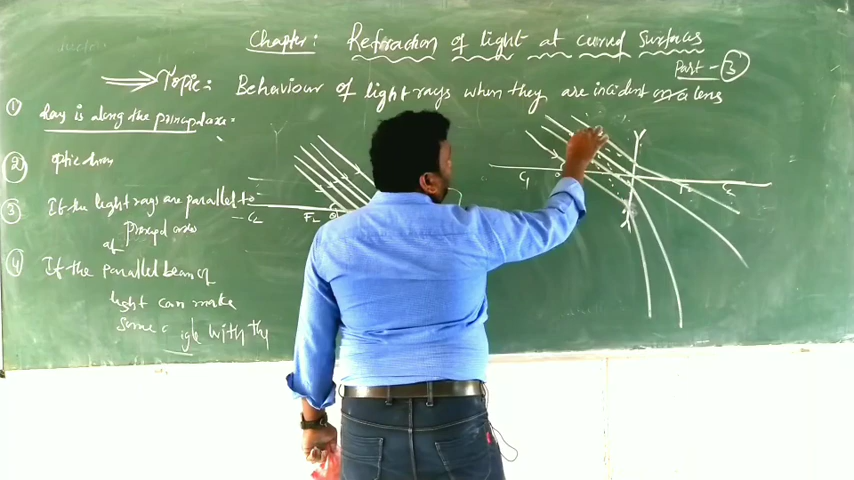 Chapter: Refraction of light at curved Surfaces
Part - 3
Topic: Behaviour of light rays when they are incident on a lens
① Ray is along the principal axis.
② optic
③ If the light rays are parallel to
principal axis
④ If the parallel beam of
light can make
some with the
C2 F2
C1 F2